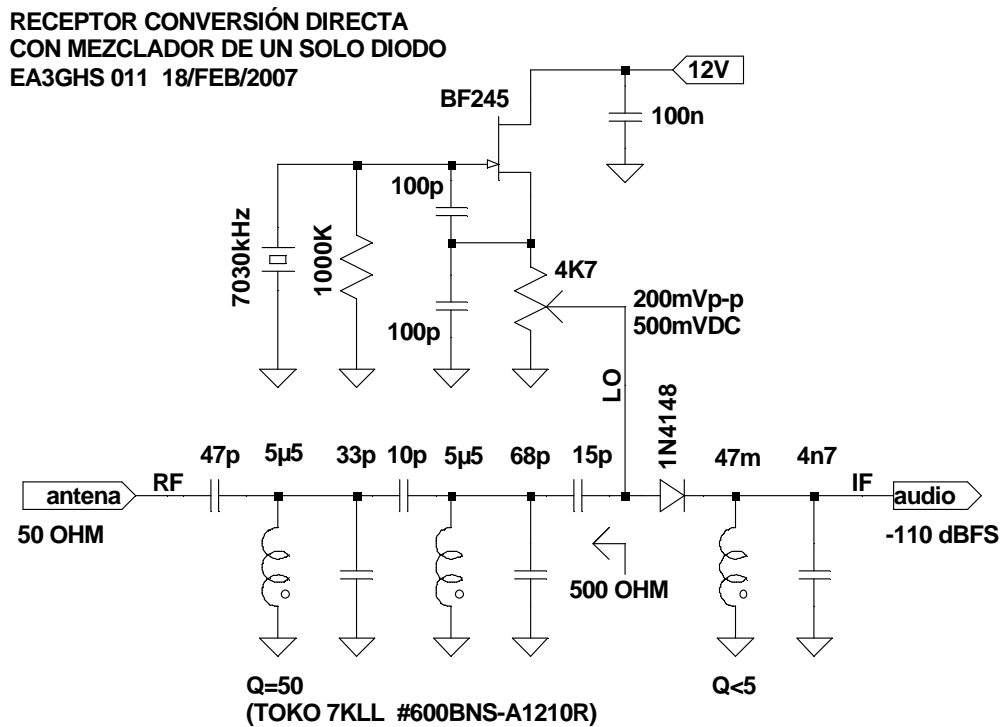 RECEPTOR CONVERSIÓN DIRECTA
CON MEZCLADOR DE UN SOLO DIODO
EA3GHS 011 18/FEB/2007
12V
BF245
100n
100p
7030kHz
1000K
4K7
200mVp-p
500mVDC
100p
LO
1N4148
47p
5µ5
33p
10p
5µ5
68p
15p
47m
4n7
RF
IF
antena
audio
50 OHM
-110 dBFS
500 OHM
Q=50
Q<5
(TOKO 7KLL #600BNS-A1210R)